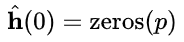 ĥ(0) = zeros(p)